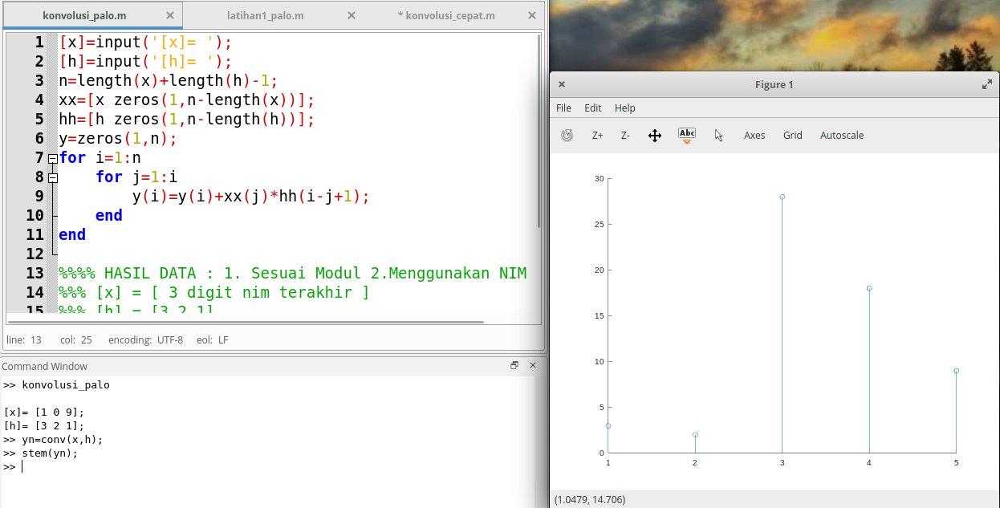 konvolusi_palo.m
latihan1_palo.m
* konvolusi_cepat.m
1 [x]=input('[x]= ');
2 [h]=input('[h]= ');
3 n=length(x)+length(h)-1;
4 xx=[x zeros(1,n-length(x))];
5 hh=[h zeros(1,n-length(h))];
6 y=zeros(1,n);
7 for i=1:n
8 for j=1:i
9 y(i)=y(i)+xx(j)*hh(i-j+1);
10 end
11 end
12
13 %%%% HASIL DATA : 1. Sesuai Modul 2.Menggunakan NIM
14 %%% [x] = [ 3 digit nim terakhir ]
15 %%% [h] = [3 2 1]
line: 13 col: 25 encoding: UTF-8 eol: LF
Command Window
>> konvolusi_palo
[x]= [1 0 9];
[h]= [3 2 1];
>> yn=conv(x,h);
>> stem(yn);
>>
Figure 1
File Edit Help
Z+ Z- Abc Axes Grid Autoscale
30
25
20
15
10
5
0
1 2 3 4 5
(1.0479, 14.706)